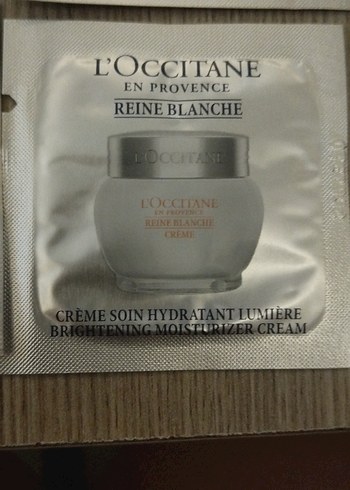 L'OCCITANE
EN PROVENCE
REINE BLANCHE
L'OCCITANE
L'OCCITANE
EN PROVENCE
REINE BLANCHE
CRÈME
CRÈME SOIN HYDRATANT LUMIÈRE
BRIGHTENING MOISTURIZER CREAM